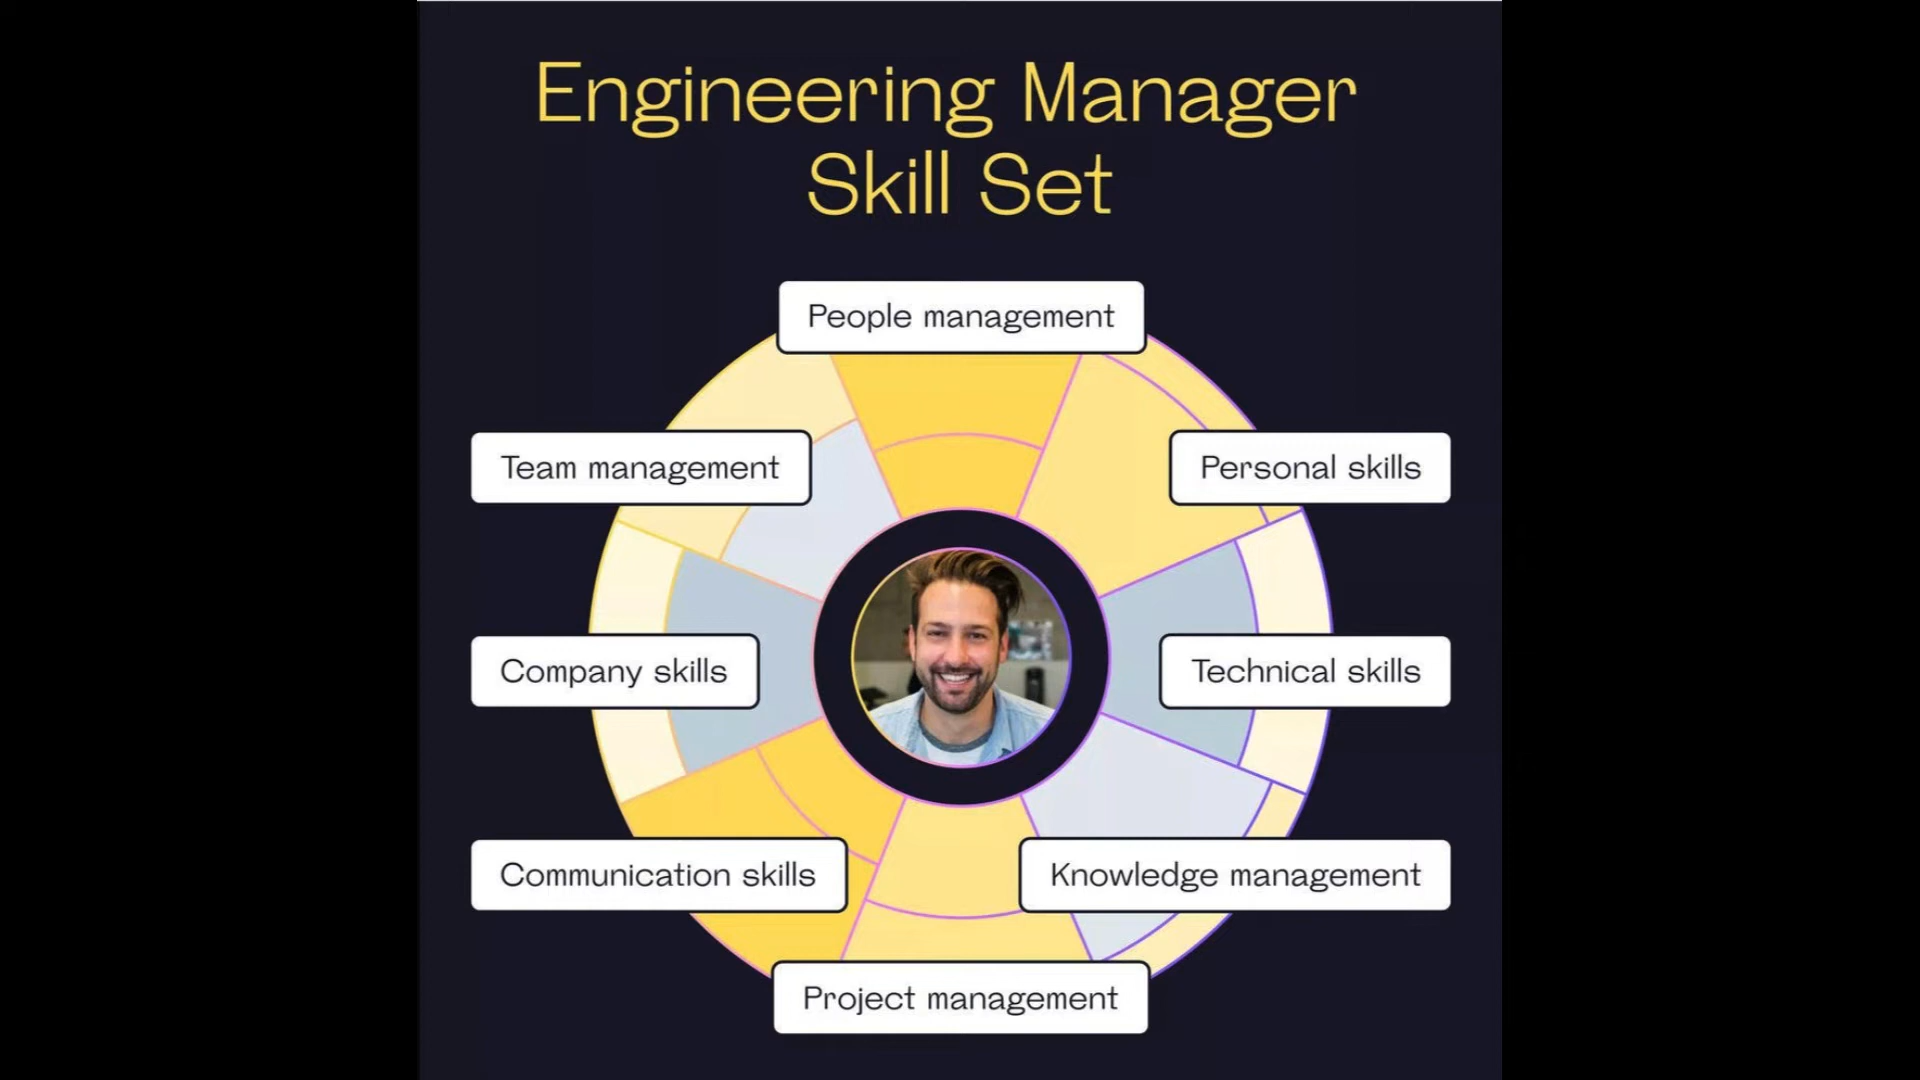 Engineering Manager
Skill Set
People management
Team management
Personal skills
Company skills
Technical skills
Communication skills
Knowledge management
Project management